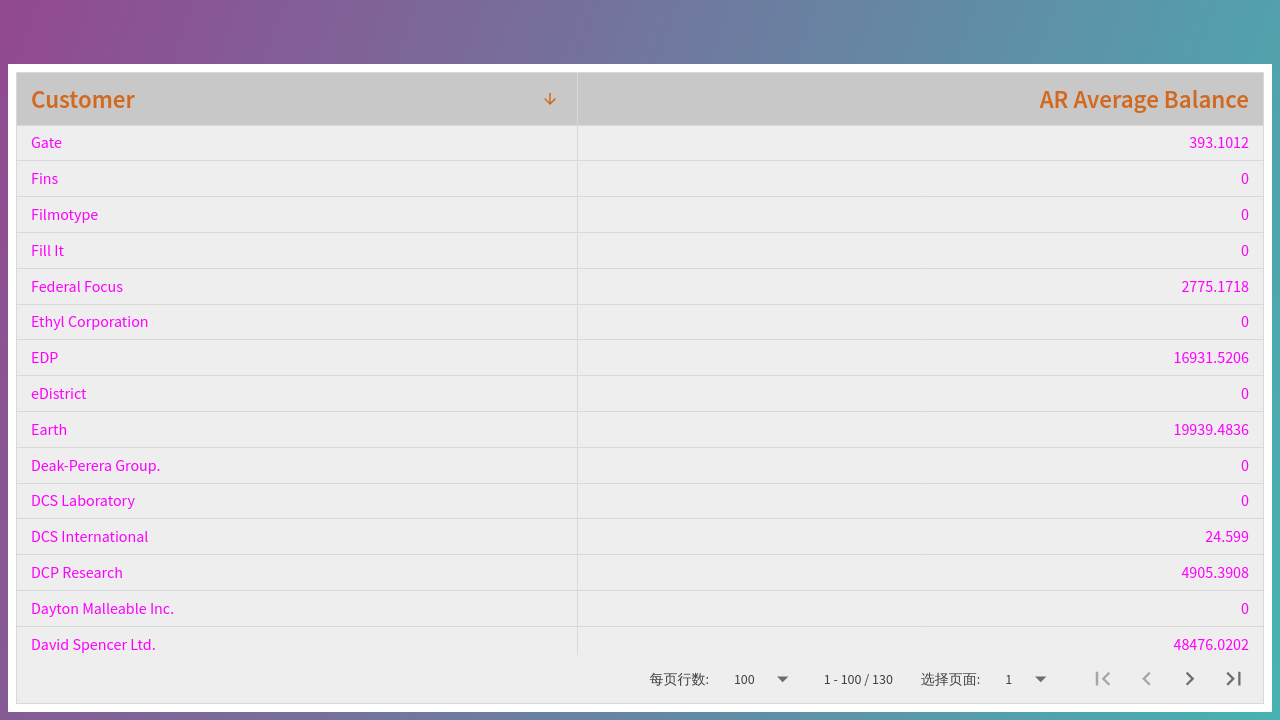 Customer AR Average Balance
Gate 393.1012
Fins 0
Filmotype 0
Fill It 0
Federal Focus 2775.1718
Ethyl Corporation 0
EDP 16931.5206
eDistrict 0
Earth 19939.4836
Deak-Perera Group. 0
DCS Laboratory 0
DCS International 24.599
DCP Research 4905.3908
Dayton Malleable Inc. 0
David Spencer Ltd. 48476.0202
每页行数: 100 1 - 100 / 130 选择页面: 1